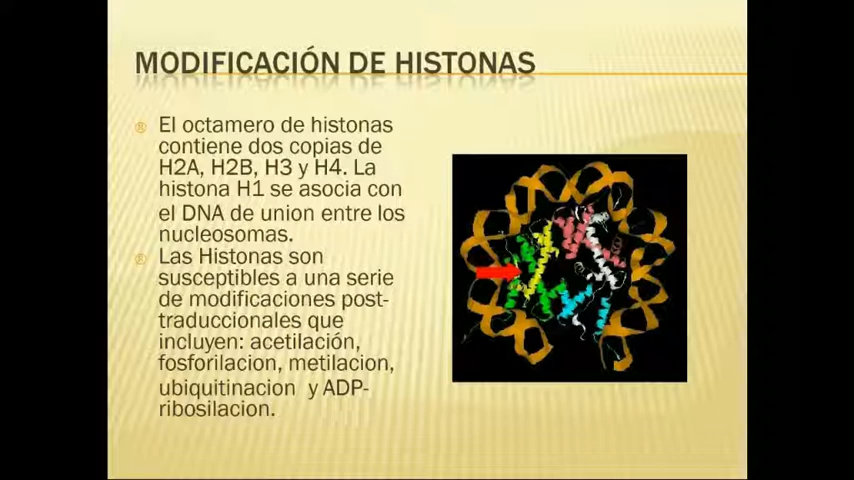 MODIFICACIÓN DE HISTONAS
El octamero de histonas
contiene dos copias de
H2A, H2B, H3 y H4. La
histona H1 se asocia con
el DNA de union entre los
nucleosomas.
Las Histonas son
susceptibles a una serie
de modificaciones post-
traduccionales que
incluyen: acetilación,
fosforilacion, metilacion,
ubiquitinacion y ADP-
ribosilacion.